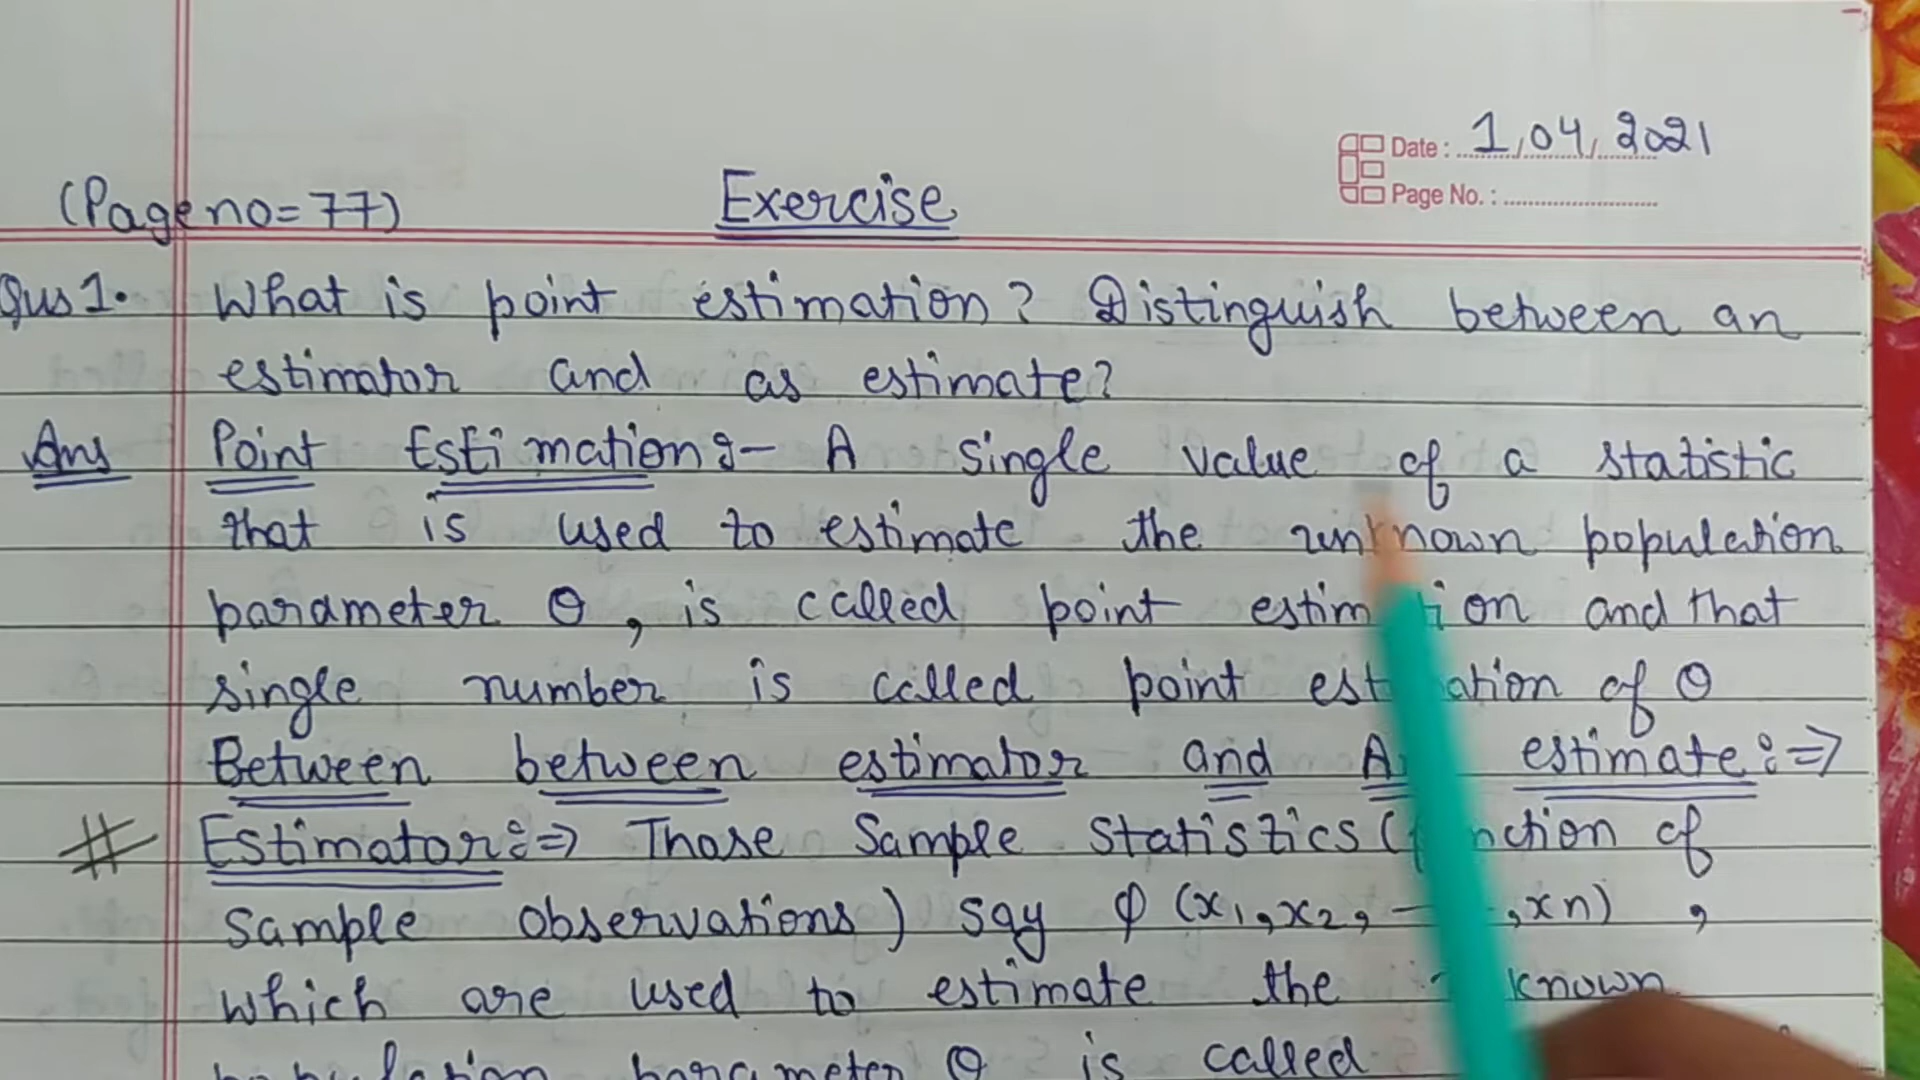 Date : 1/04/2021
Page No. :
(Page no = 77) Exercise
Qus 1. What is point estimation? Distinguish between an
estimator and as estimate?
Ans Point Estimation :- A single value of a statistic
that is used to estimate the unknown population
parameter θ, is called point estim ion and that
single number is called point est ation of θ
Between between estimator and A estimate :⇒
# Estimator :⇒ Those Sample Statistics ( nction of
sample observations) say φ (x1, x2, - , xn) ,
which are used to estimate the known
population parameter θ is called